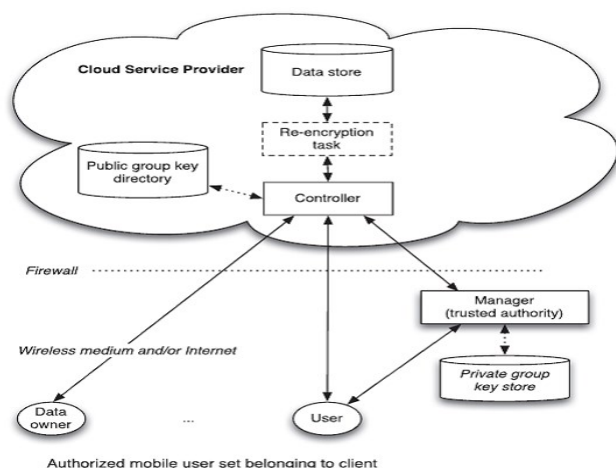 Cloud Service Provider
Data store
Re-encryption
task
Public group key
directory
Controller
Firewall
Manager
(trusted authority)
Wireless medium and/or Internet
Private group
key store
Data
owner
...
User
Authorized mobile user set belonging to client